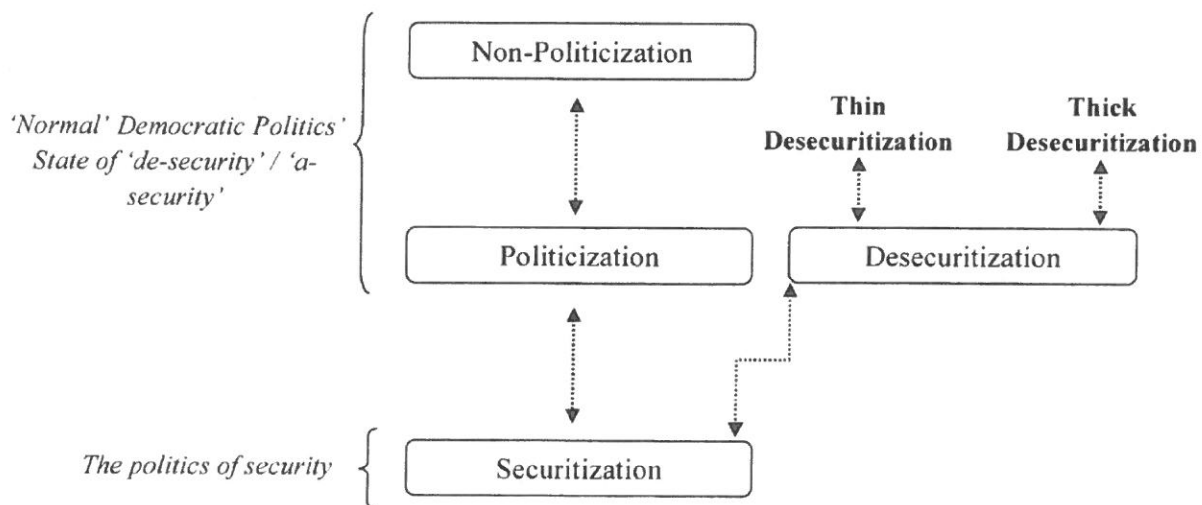 Non-Politicization
'Normal' Democratic Politics'
State of 'de-security' / 'a-
security'
Thin
Desecuritization
Thick
Desecuritization
Politicization
Desecuritization
The politics of security
Securitization